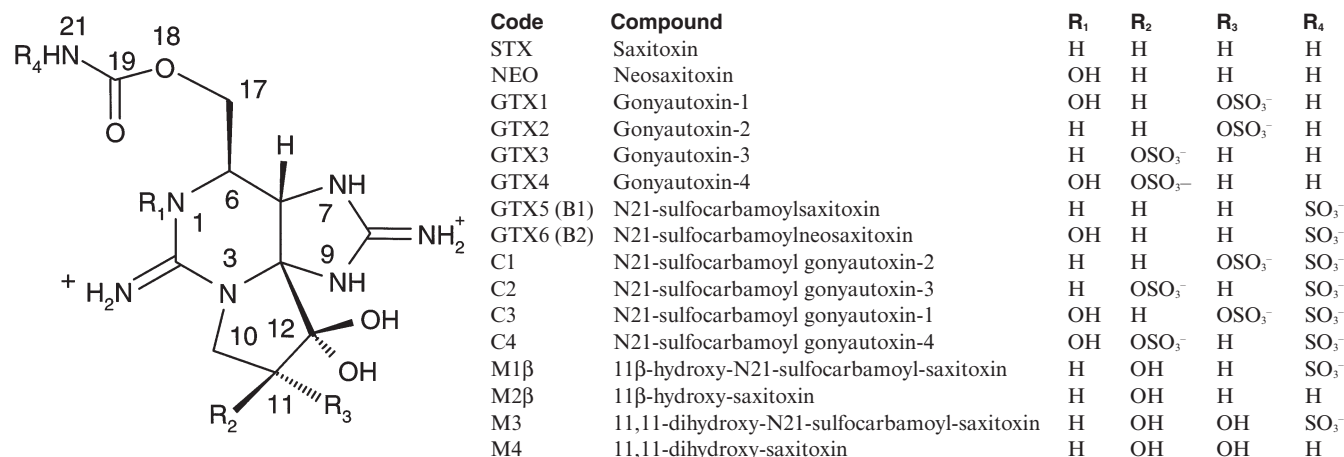 21
R₄HN
18
O
19
17
O
H
R₁N
1
6
NH
7
NH₂⁺
9
NH
3
N
+
H₂N
10
12
OH
OH
11
R₂
R₃
Code Compound R₁ R₂ R₃ R₄
STX Saxitoxin H H H H
NEO Neosaxitoxin OH H H H
GTX1 Gonyautoxin-1 OH H OSO₃⁻ H
GTX2 Gonyautoxin-2 H H OSO₃⁻ H
GTX3 Gonyautoxin-3 H OSO₃⁻ H H
GTX4 Gonyautoxin-4 OH OSO₃– H H
GTX5 (B1) N21-sulfocarbamoylsaxitoxin H H H SO₃⁻
GTX6 (B2) N21-sulfocarbamoylneosaxitoxin OH H H SO₃⁻
C1 N21-sulfocarbamoyl gonyautoxin-2 H H OSO₃⁻ SO₃⁻
C2 N21-sulfocarbamoyl gonyautoxin-3 H OSO₃⁻ H SO₃⁻
C3 N21-sulfocarbamoyl gonyautoxin-1 OH H OSO₃⁻ SO₃⁻
C4 N21-sulfocarbamoyl gonyautoxin-4 OH OSO₃⁻ H SO₃⁻
M1β 11β-hydroxy-N21-sulfocarbamoyl-saxitoxin H OH H SO₃⁻
M2β 11β-hydroxy-saxitoxin H OH H H
M3 11,11-dihydroxy-N21-sulfocarbamoyl-saxitoxin H OH OH SO₃⁻
M4 11,11-dihydroxy-saxitoxin H OH OH H